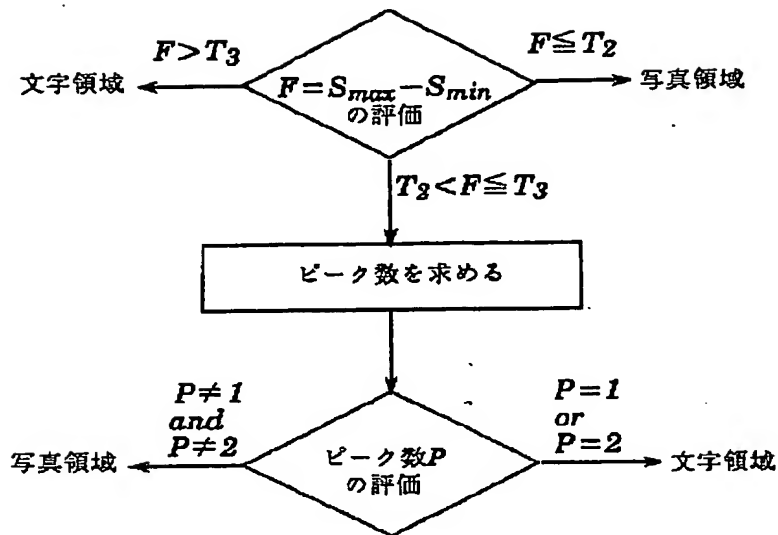 F>T3
F≦T2
文字領域
F=Smax−Smin
の評価
写真領域
T2<F≦T3
ピーク数を求める
P≠1
and
P≠2
P=1
or
P=2
写真領域
ピーク数P
の評価
文字領域